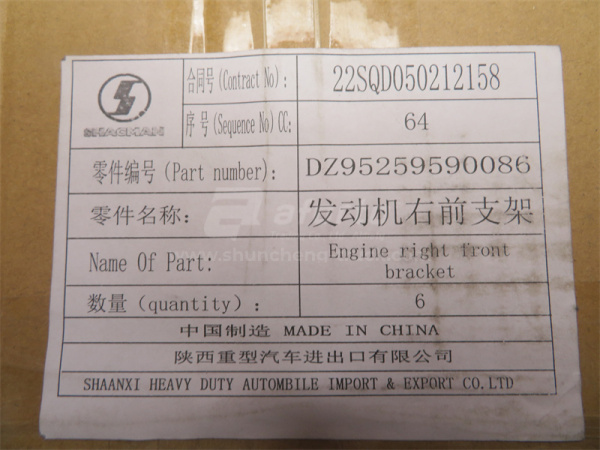 合同号(Contract No): 22SQD050212158
SHACMAN
序号(Sequence No)CC: 64
零件编号(Part number): DZ95259590086
零件名称: 发动机右前支架
Name Of Part: Engine right front
bracket
数量(quantity): 6
中国制造 MADE IN CHINA
陕西重型汽车进出口有限公司
SHAANXI HEAVY DUTY AUTOMBILE IMPORT & EXPORT CO.LTD